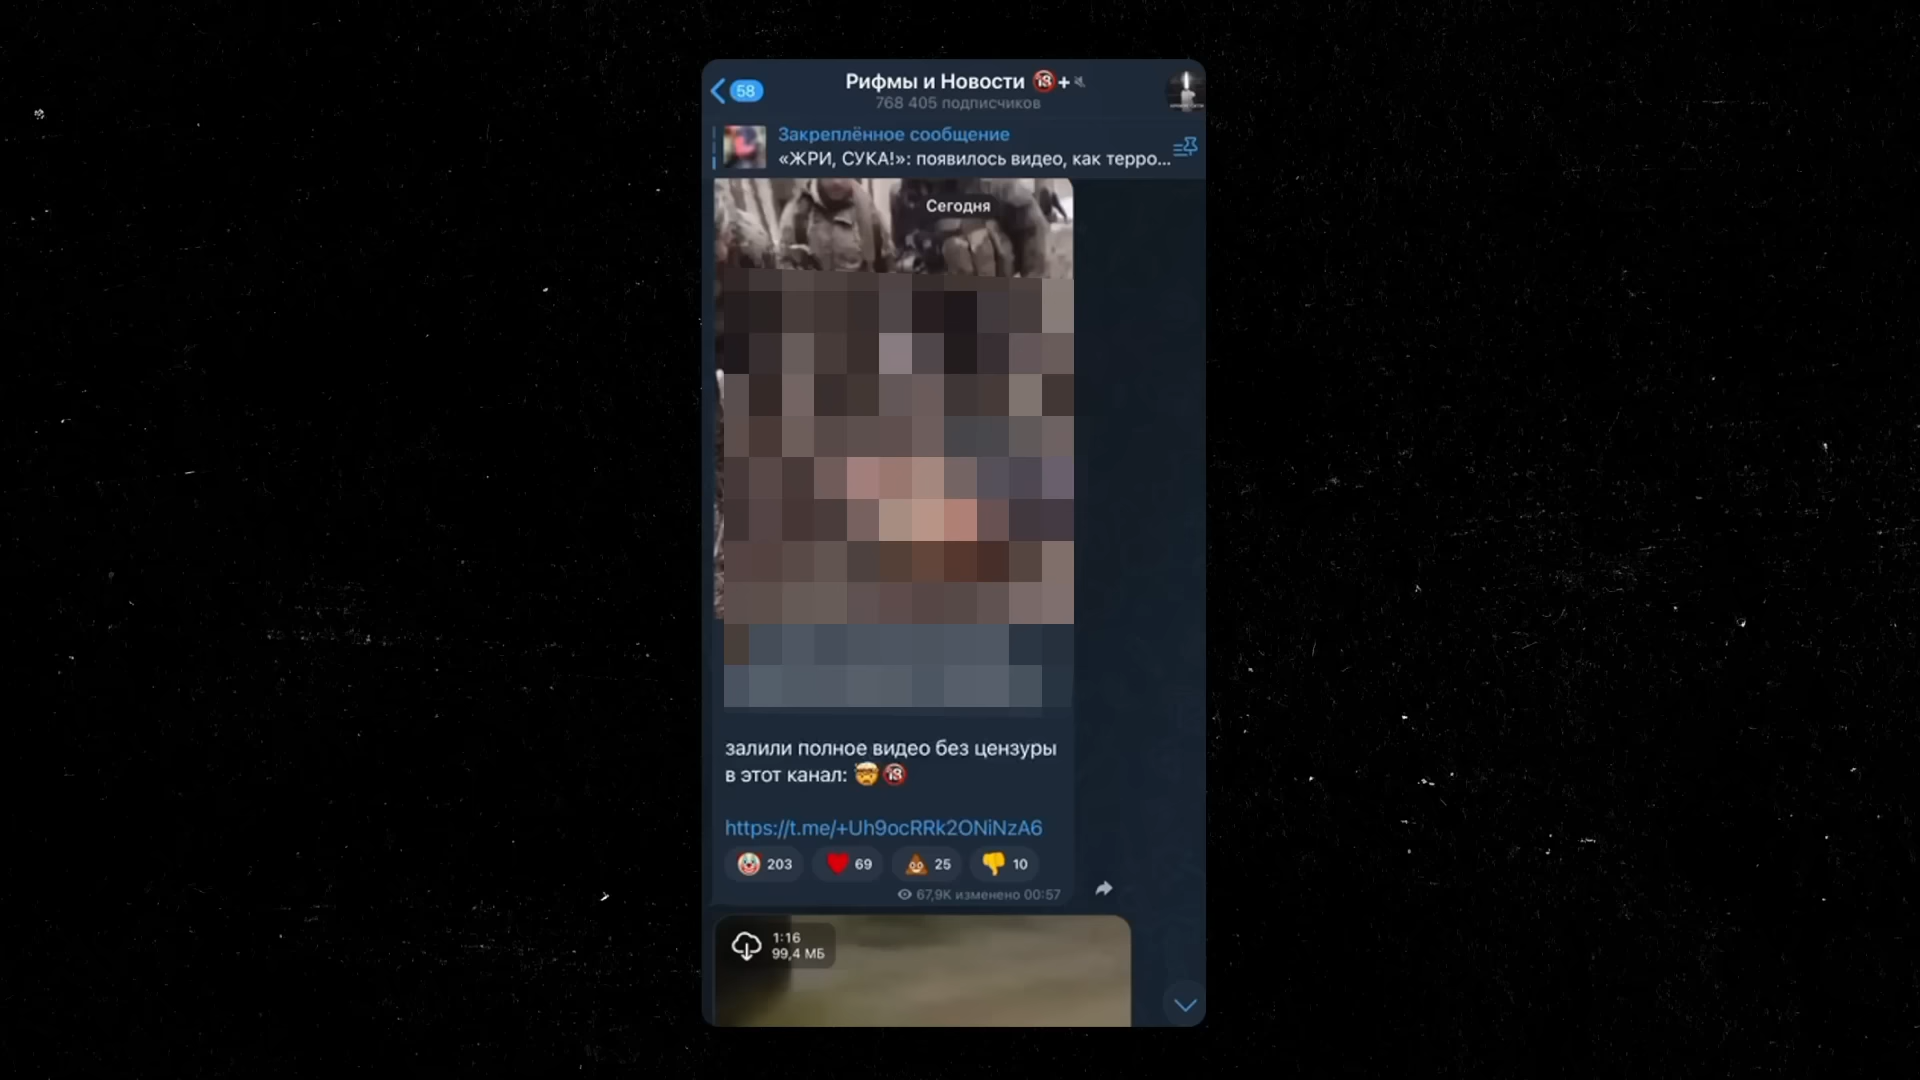 58
Рифмы и Новости 🔞+
768 405 подписчиков
Закреплённое сообщение
«ЖРИ, СУКА!»: появилось видео, как терро...
Сегодня
залили полное видео без цензуры
в этот канал: 🤯🔞
https://t.me/+Uh9ocRRk2ONiNzA6
🤡 203 ❤️ 69 💩 25 👎 10
67,9K изменено 00:57
1:16
99,4 МБ